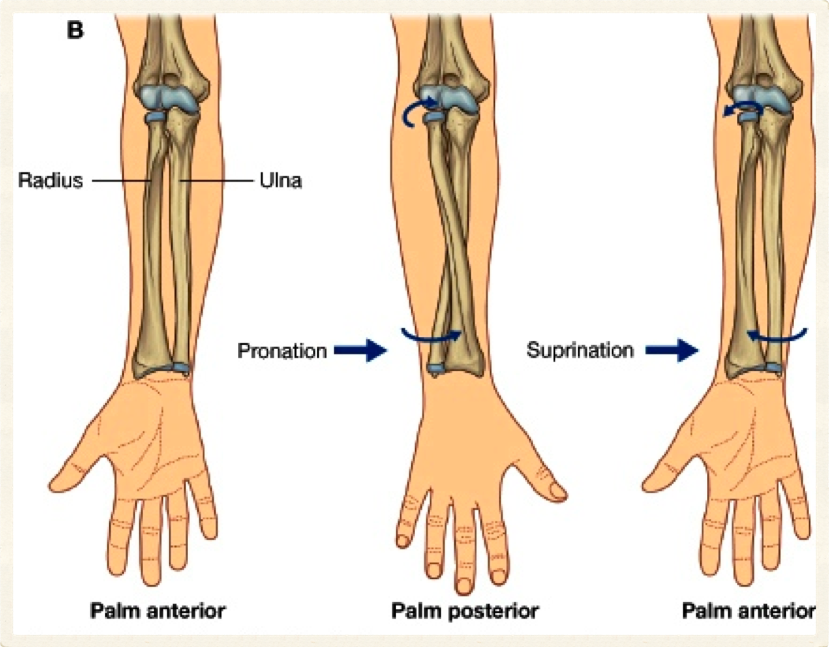 B
Radius
Ulna
Pronation
Suprination
Palm anterior
Palm posterior
Palm anterior